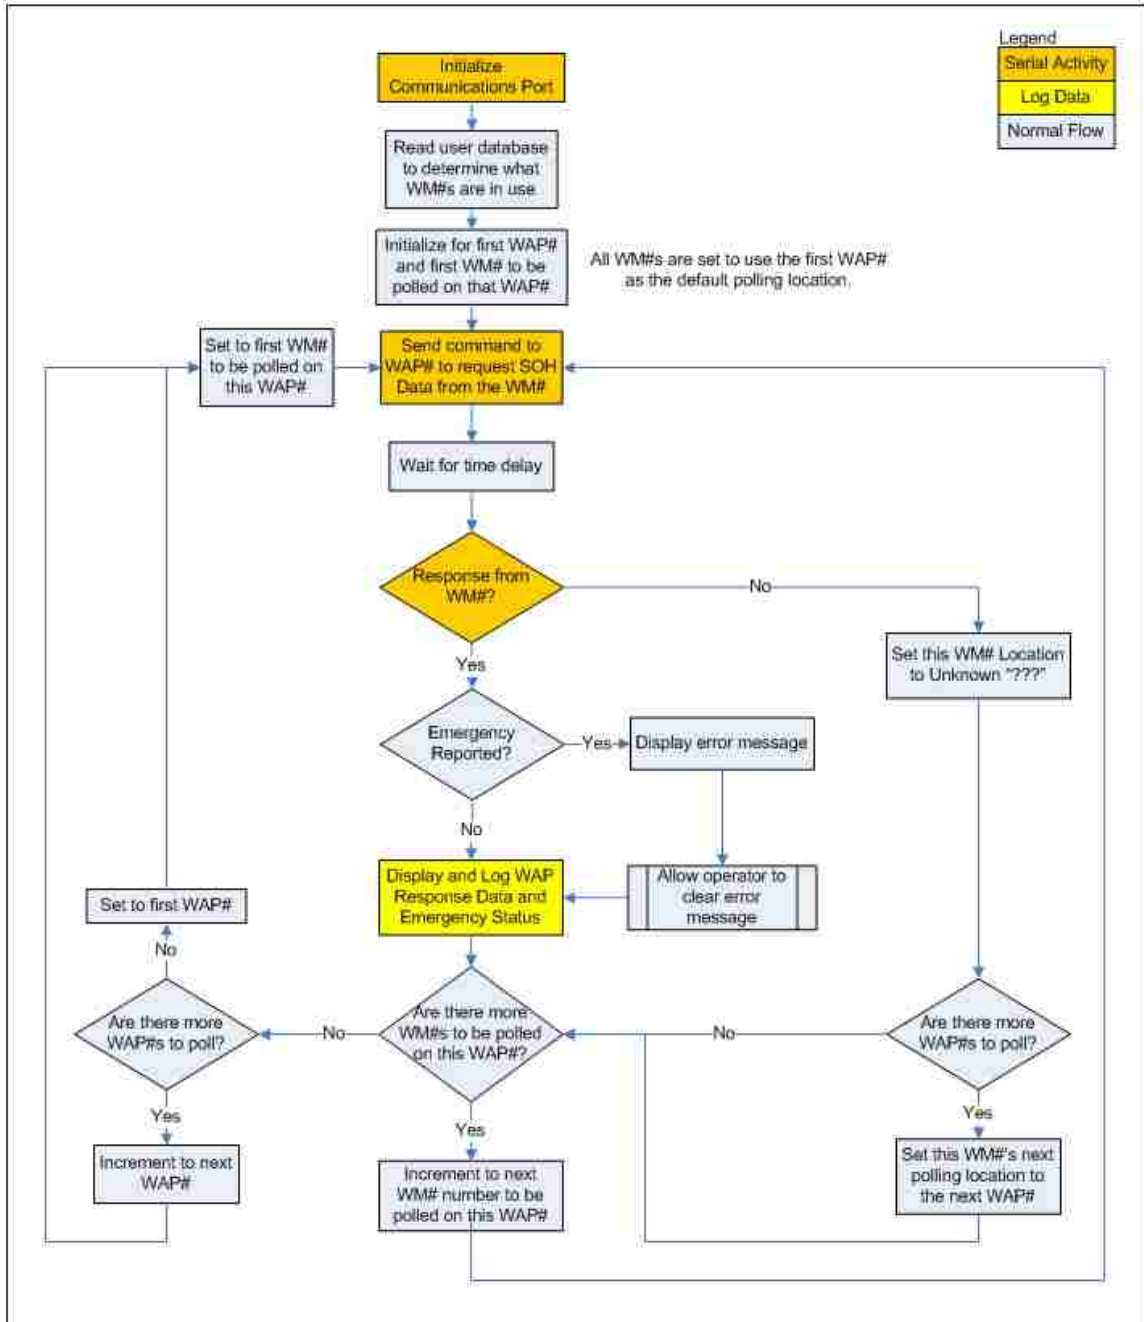 Legend
Serial Activity
Log Data
Normal Flow
Initialize
Communications Port
Read user database
to determine what
WM#s are in use
Initialize for first WAP#
and first WM# to be
polled on that WAP#
All WM#s are set to use the first WAP#
as the default polling location.
Set to first WM#
to be polled on
this WAP#
Send command to
WAP# to request SOH
Data from the WM#
Wait for time delay
Response from
WM#?
No
Yes
Set this WM# Location
to Unknown "???"
Emergency
Reported?
Yes
Display error message
No
Display and Log WAP
Response Data and
Emergency Status
Allow operator to
clear error
message
Set to first WAP#
No
Are there more
WAP#s to poll?
No
Are there more
WM#s to be polled
on this WAP#?
No
Are there more
WAP#s to poll?
Yes
Yes
Yes
Increment to next
WAP#
Increment to next
WM# number to be
polled on this WAP#
Set this WM#'s next
polling location to
the next WAP#